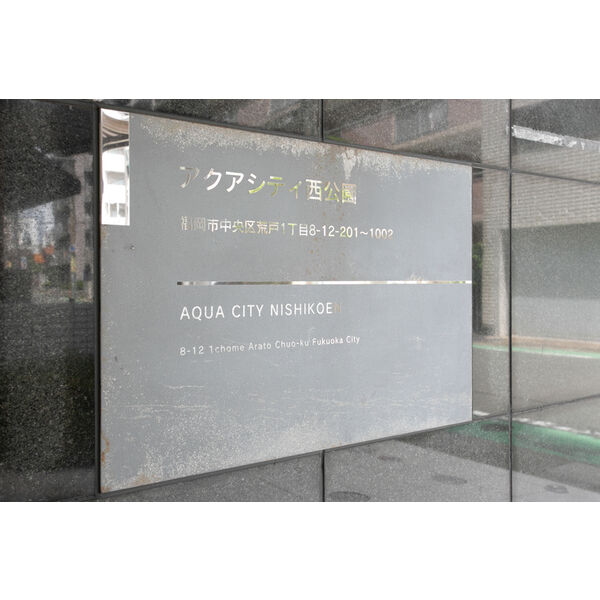 アクアシティ西公園
福岡市中央区荒戸1丁目8-12-201〜1002
AQUA CITY NISHIKOEN
8-12 1chome Arato Chuo-ku Fukuoka City